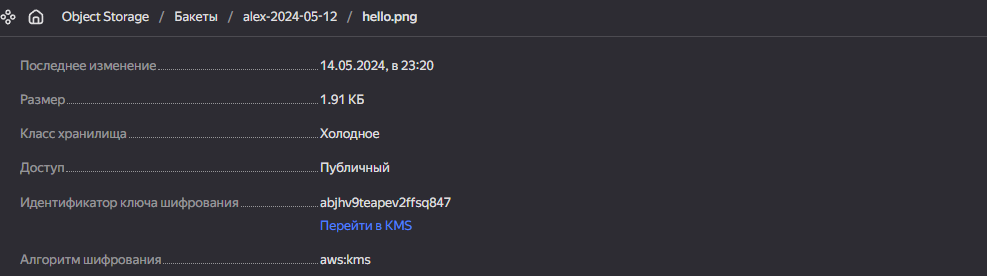 Object Storage / Бакеты / alex-2024-05-12 / hello.png
Последнее изменение 14.05.2024, в 23:20
Размер 1.91 КБ
Класс хранилища Холодное
Доступ Публичный
Идентификатор ключа шифрования abjhv9teapev2ffsq847
Перейти в KMS
Алгоритм шифрования aws:kms